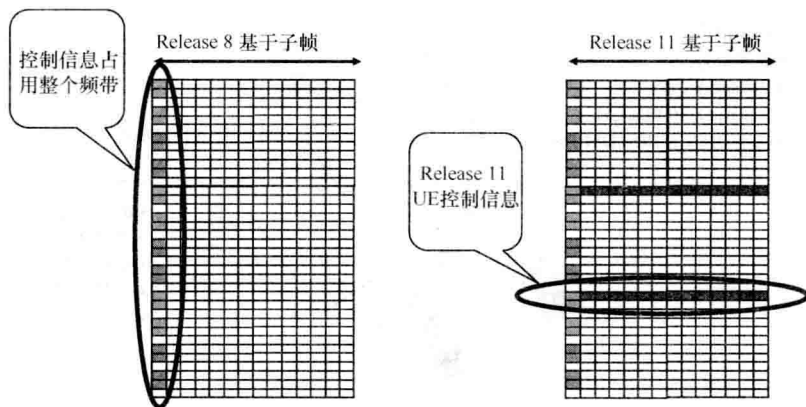 Release 8 基于子帧
控制信息占
用整个频带
Release 11 基于子帧
Release 11
UE控制信息